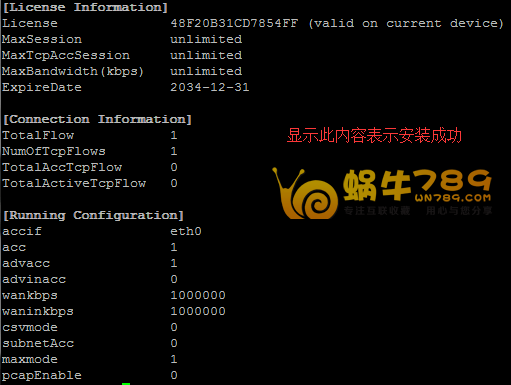 [License Information]
License 48F20B31CD7854FF (valid on current device)
MaxSession unlimited
MaxTcpAccSession unlimited
MaxBandwidth(kbps) unlimited
ExpireDate 2034-12-31
[Connection Information]
TotalFlow 1
NumOfTcpFlows 1
TotalAccTcpFlow 0
TotalActiveTcpFlow 0
显示此内容表示安装成功
蜗牛789
WN789.COM
专注互联收藏 用心与您分享
[Running Configuration]
accif eth0
acc 1
advacc 1
advinacc 0
wankbps 1000000
waninkbps 1000000
csvmode 0
subnetAcc 0
maxmode 1
pcapEnable 0